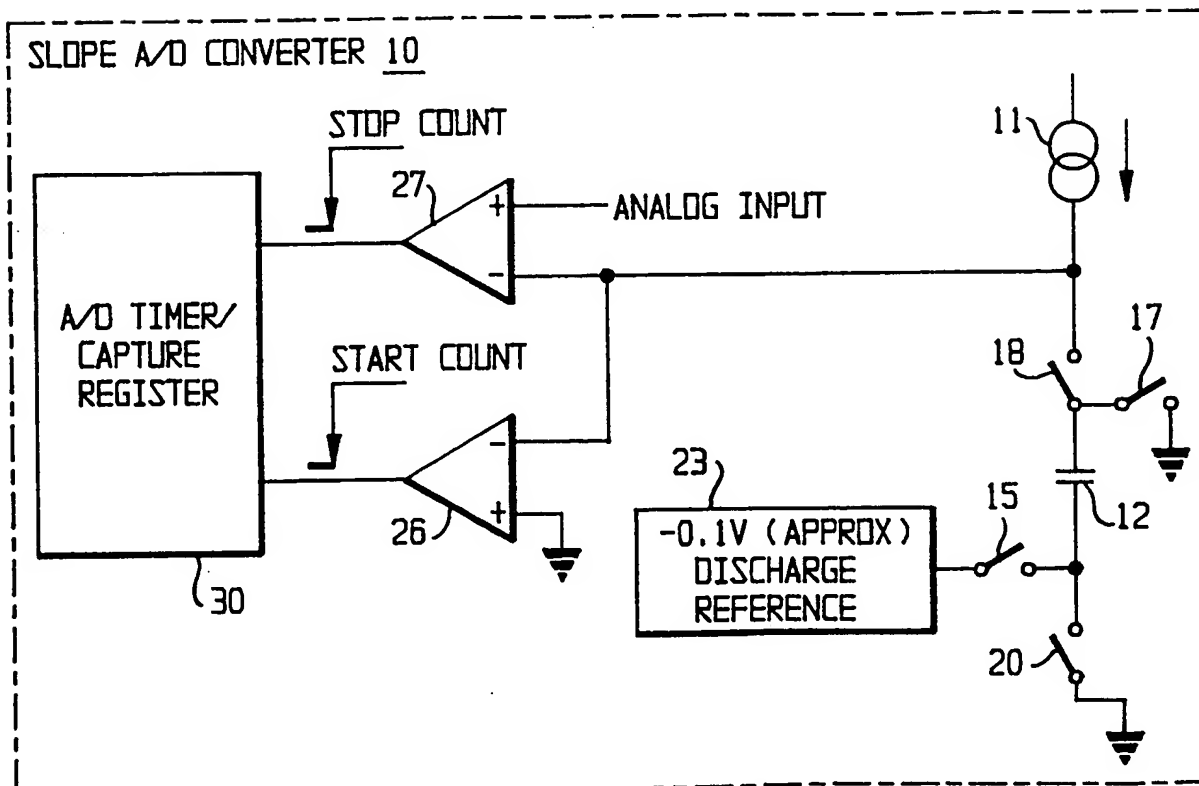 SLOPE A/D CONVERTER 10
11
STOP COUNT
27
+
ANALOG INPUT
-
A/D TIMER/
CAPTURE
REGISTER
17
18
START COUNT
-
23
+
26
-0.1V (APPROX)
DISCHARGE
REFERENCE
15
12
30
20